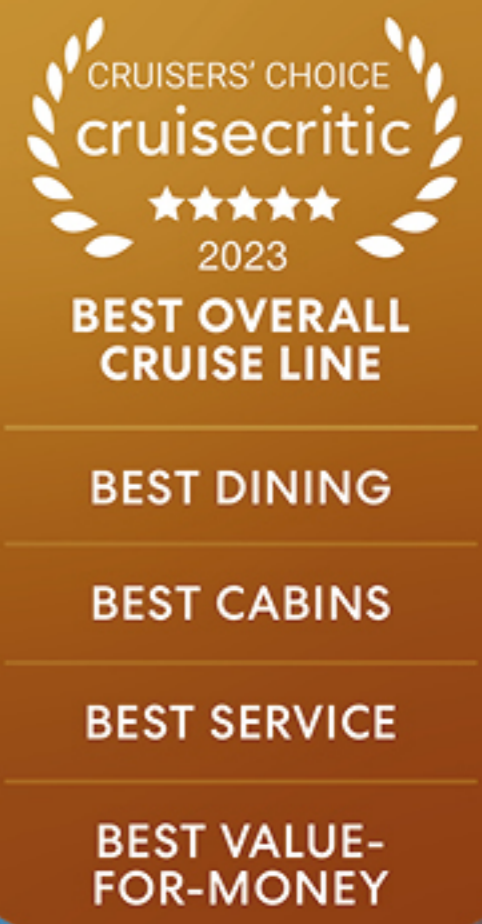 CRUISERS’ CHOICE
cruisecritic
2023
BEST OVERALL
CRUISE LINE
BEST DINING
BEST CABINS
BEST SERVICE
BEST VALUE-
FOR-MONEY